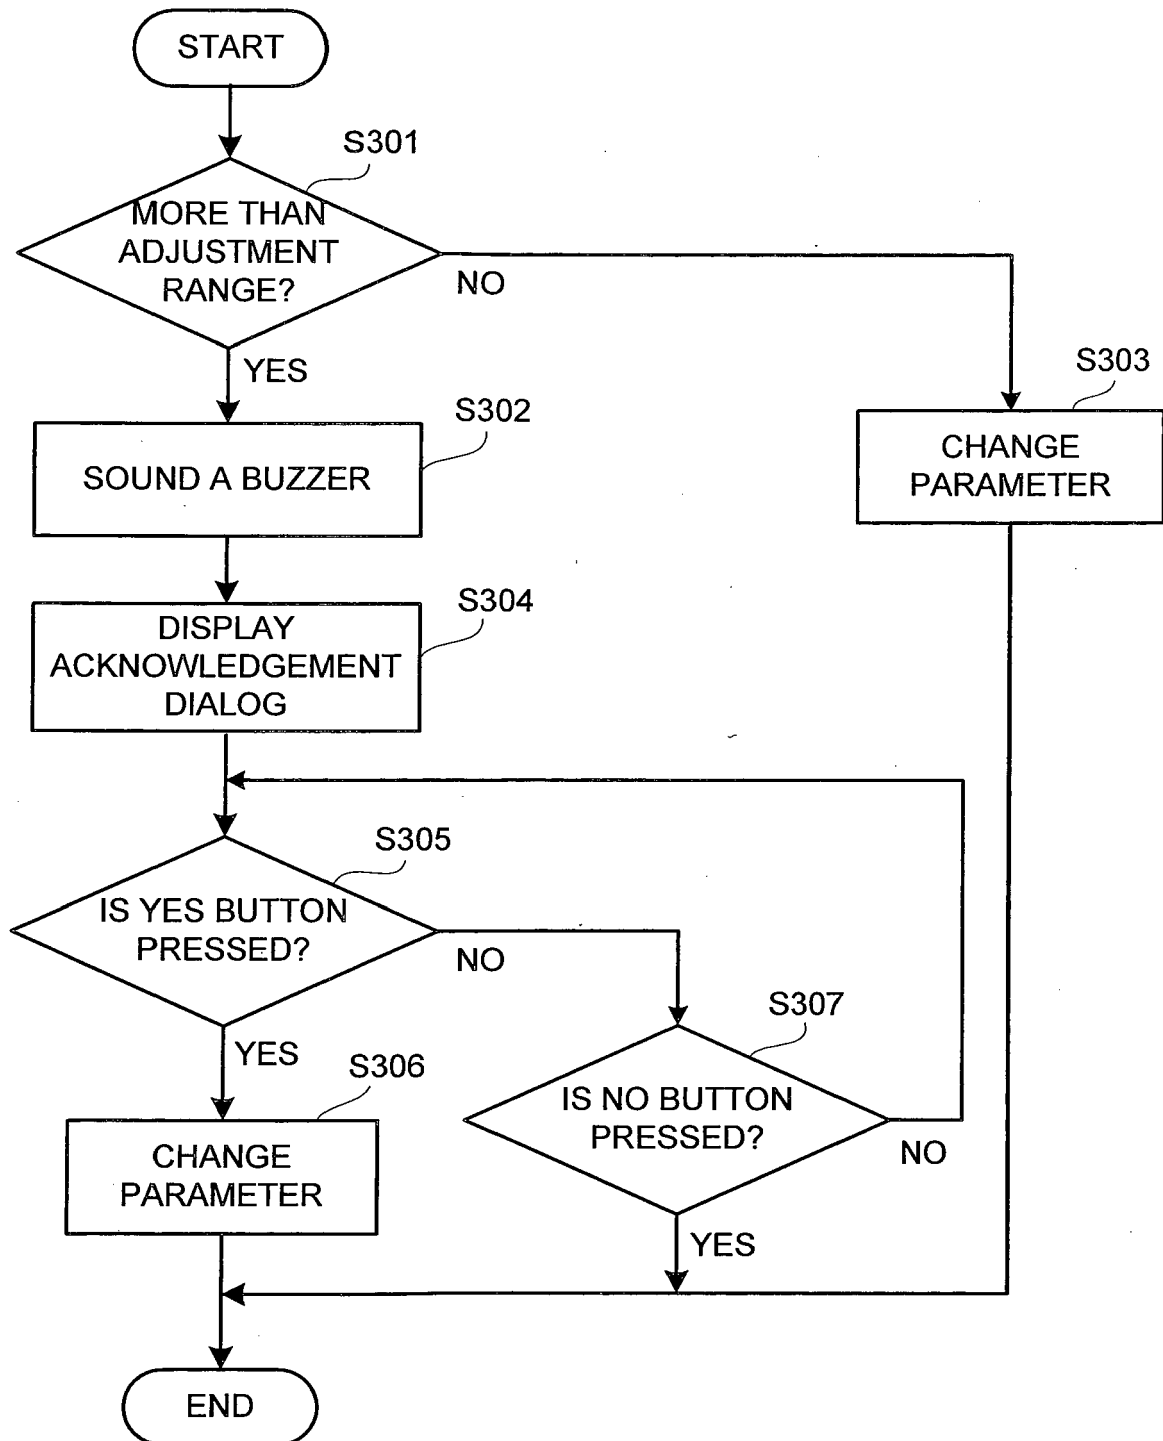 START
S301
MORE THAN
ADJUSTMENT
RANGE?
NO
YES
S303
CHANGE
PARAMETER
S302
SOUND A BUZZER
S304
DISPLAY
ACKNOWLEDGEMENT
DIALOG
S305
IS YES BUTTON
PRESSED?
NO
YES
S307
IS NO BUTTON
PRESSED?
NO
YES
S306
CHANGE
PARAMETER
END